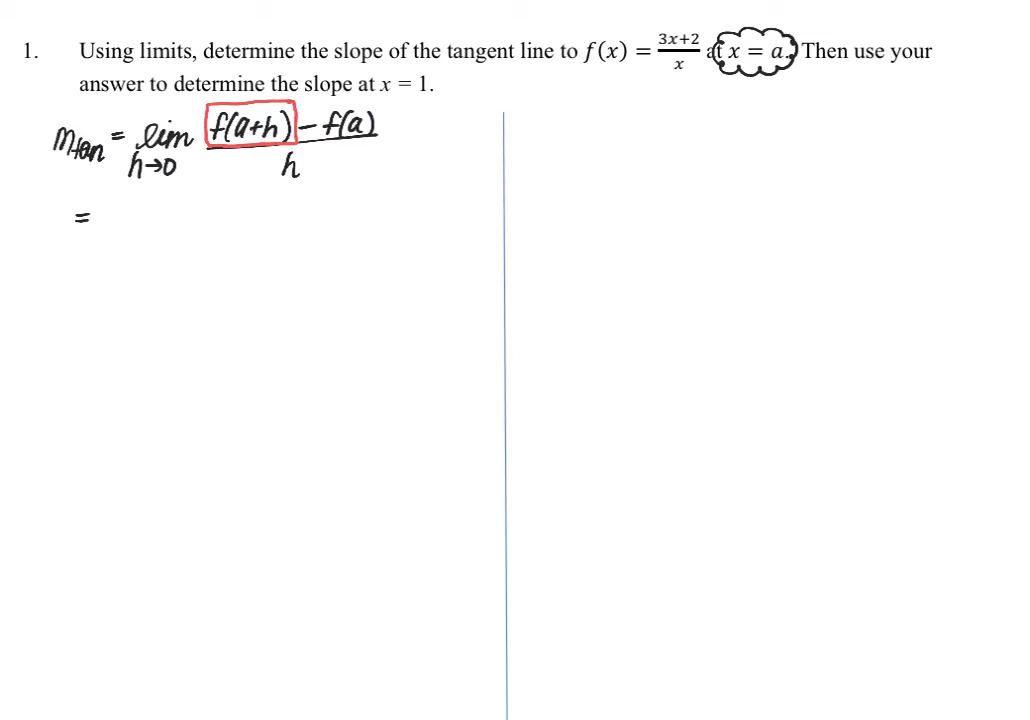 1. Using limits, determine the slope of the tangent line to f(x) = (3x+2)/x at x = a. Then use your
answer to determine the slope at x = 1.
m_tan = lim_{h→0} (f(a+h) – f(a))/h
=